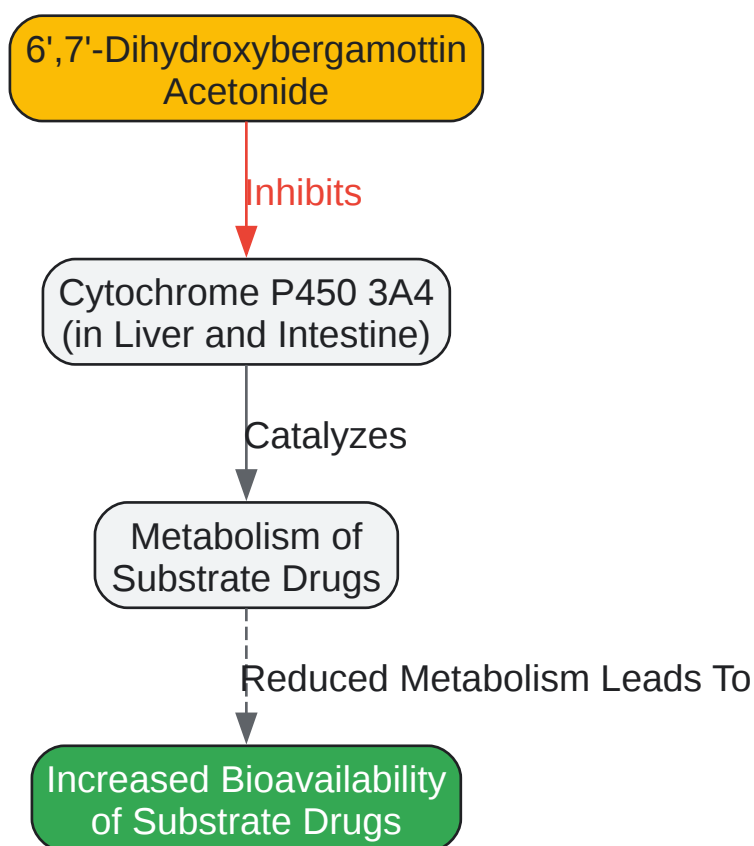 6',7'-Dihydroxybergamottin
Acetonide
Inhibits
Cytochrome P450 3A4
(in Liver and Intestine)
Catalyzes
Metabolism of
Substrate Drugs
Reduced Metabolism Leads To
Increased Bioavailability
of Substrate Drugs